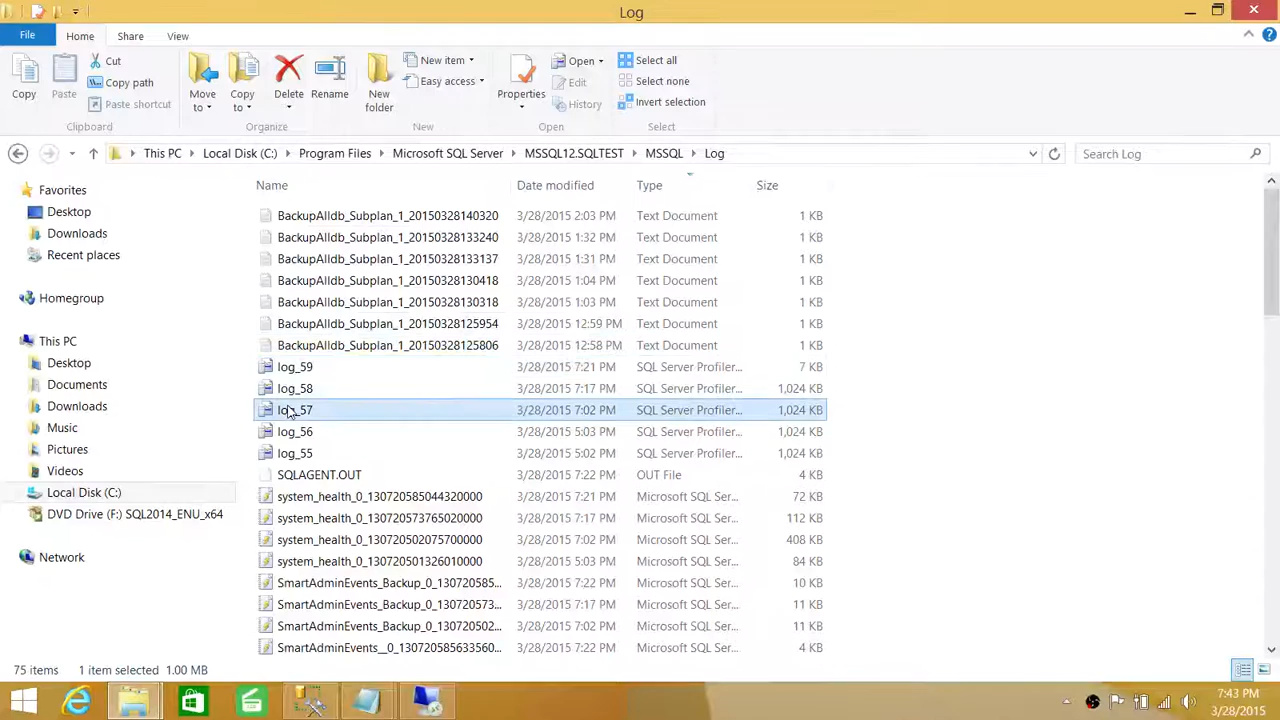 Log
File Home Share View
Copy Paste Cut Copy path Paste shortcut Clipboard
Move to Copy to Delete Rename Organize
New folder New item Easy access New
Properties Open Edit History Open
Select all Select none Invert selection Select
This PC Local Disk (C:) Program Files Microsoft SQL Server MSSQL12.SQLTEST MSSQL Log Search Log
Favorites
Desktop
Downloads
Recent places
Homegroup
This PC
Desktop
Documents
Downloads
Music
Pictures
Videos
Local Disk (C:)
DVD Drive (F:) SQL2014_ENU_x64
Network
Name Date modified Type Size
BackupAlldb_Subplan_1_20150328140320 3/28/2015 2:03 PM Text Document 1 KB
BackupAlldb_Subplan_1_20150328133240 3/28/2015 1:32 PM Text Document 1 KB
BackupAlldb_Subplan_1_20150328133137 3/28/2015 1:31 PM Text Document 1 KB
BackupAlldb_Subplan_1_20150328130418 3/28/2015 1:04 PM Text Document 1 KB
BackupAlldb_Subplan_1_20150328130318 3/28/2015 1:03 PM Text Document 1 KB
BackupAlldb_Subplan_1_20150328125954 3/28/2015 12:59 PM Text Document 1 KB
BackupAlldb_Subplan_1_20150328125806 3/28/2015 12:58 PM Text Document 1 KB
log_59 3/28/2015 7:21 PM SQL Server Profiler... 7 KB
log_58 3/28/2015 7:17 PM SQL Server Profiler... 1,024 KB
log_57 3/28/2015 7:02 PM SQL Server Profiler... 1,024 KB
log_56 3/28/2015 5:03 PM SQL Server Profiler... 1,024 KB
log_55 3/28/2015 5:02 PM SQL Server Profiler... 1,024 KB
SQLAGENT.OUT 3/28/2015 7:22 PM OUT File 4 KB
system_health_0_130720585044320000 3/28/2015 7:21 PM Microsoft SQL Ser... 72 KB
system_health_0_130720573765020000 3/28/2015 7:17 PM Microsoft SQL Ser... 112 KB
system_health_0_130720502075700000 3/28/2015 7:02 PM Microsoft SQL Ser... 408 KB
system_health_0_130720501326010000 3/28/2015 5:03 PM Microsoft SQL Ser... 84 KB
SmartAdminEvents_Backup_0_130720585... 3/28/2015 7:22 PM Microsoft SQL Ser... 10 KB
SmartAdminEvents_Backup_0_130720573... 3/28/2015 7:17 PM Microsoft SQL Ser... 11 KB
SmartAdminEvents_Backup_0_130720502... 3/28/2015 7:02 PM Microsoft SQL Ser... 11 KB
SmartAdminEvents__0_130720585633560... 3/28/2015 7:22 PM Microsoft SQL Ser... 4 KB
75 items 1 item selected 1.00 MB
7:43 PM
3/28/2015